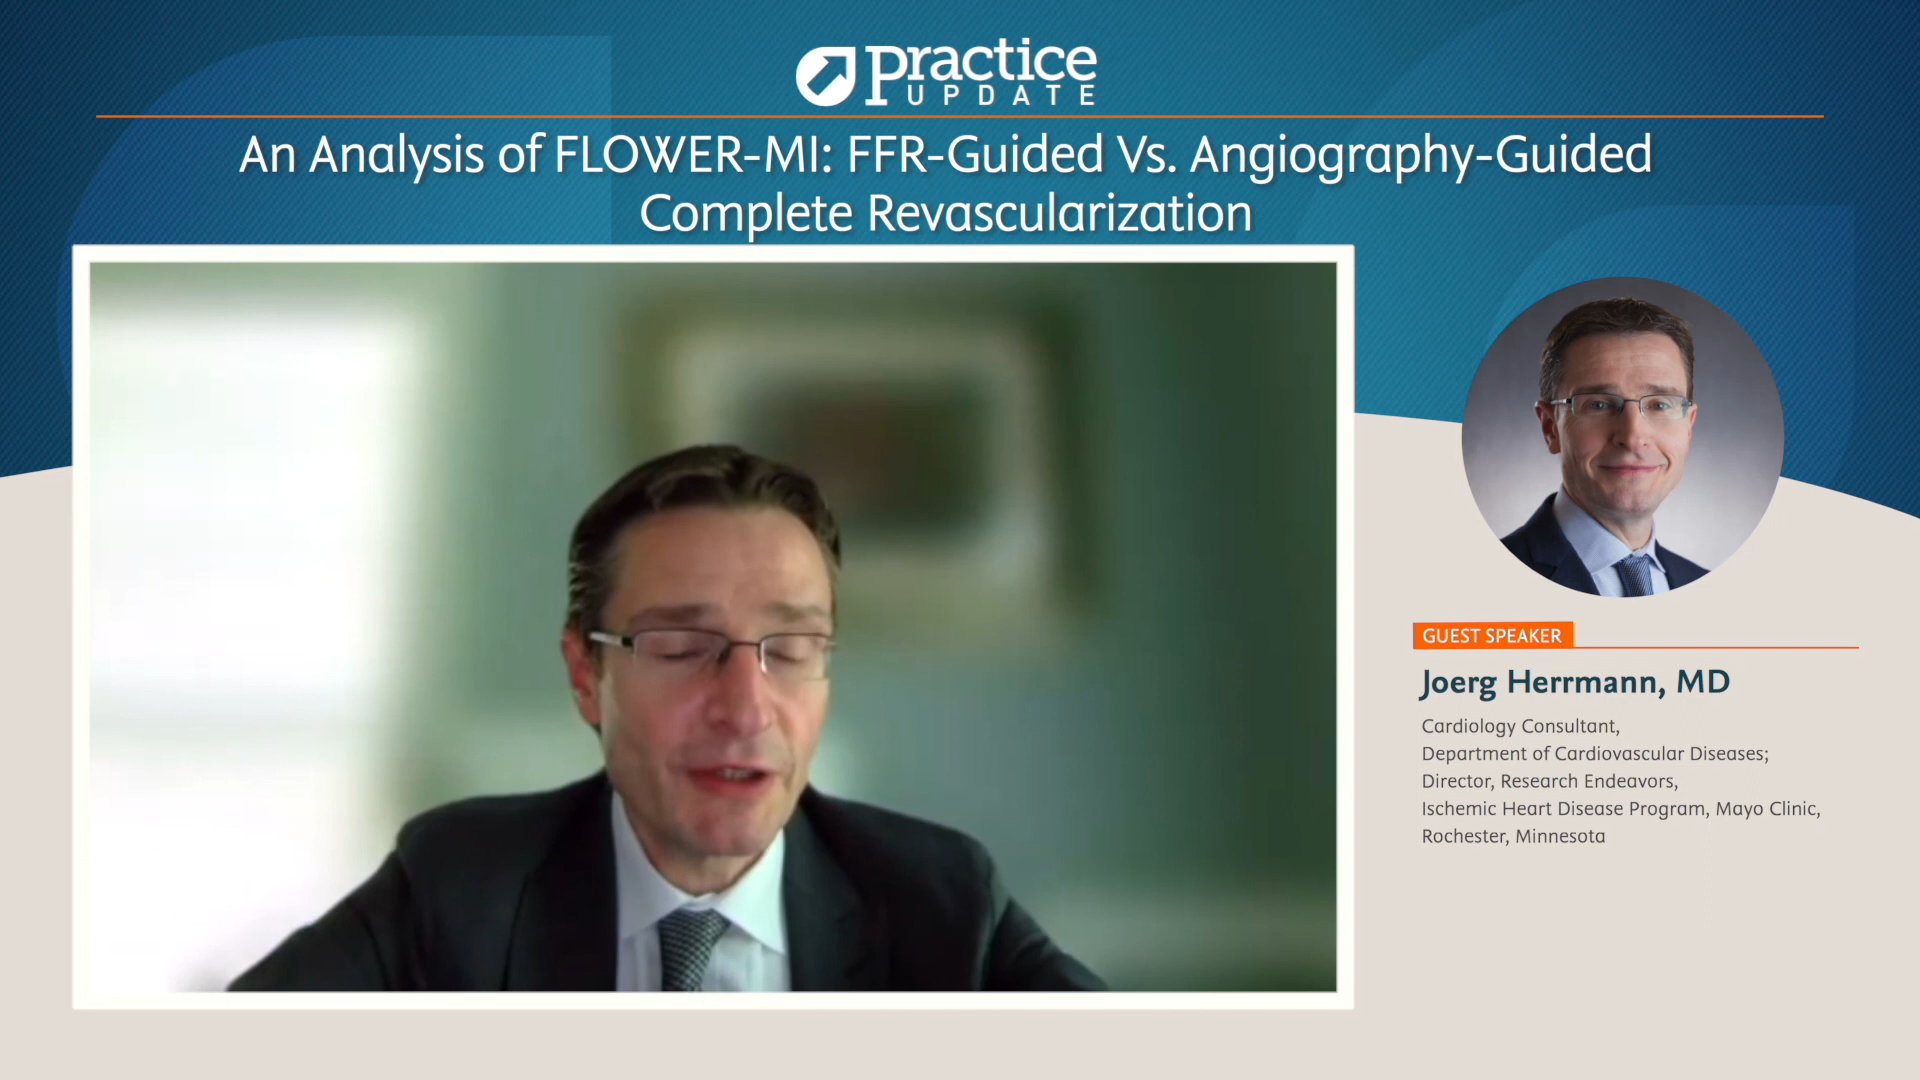 Practice
UPDATE
An Analysis of FLOWER-MI: FFR-Guided Vs. Angiography-Guided
Complete Revascularization
GUEST SPEAKER
Joerg Herrmann, MD
Cardiology Consultant,
Department of Cardiovascular Diseases;
Director, Research Endeavors,
Ischemic Heart Disease Program, Mayo Clinic,
Rochester, Minnesota